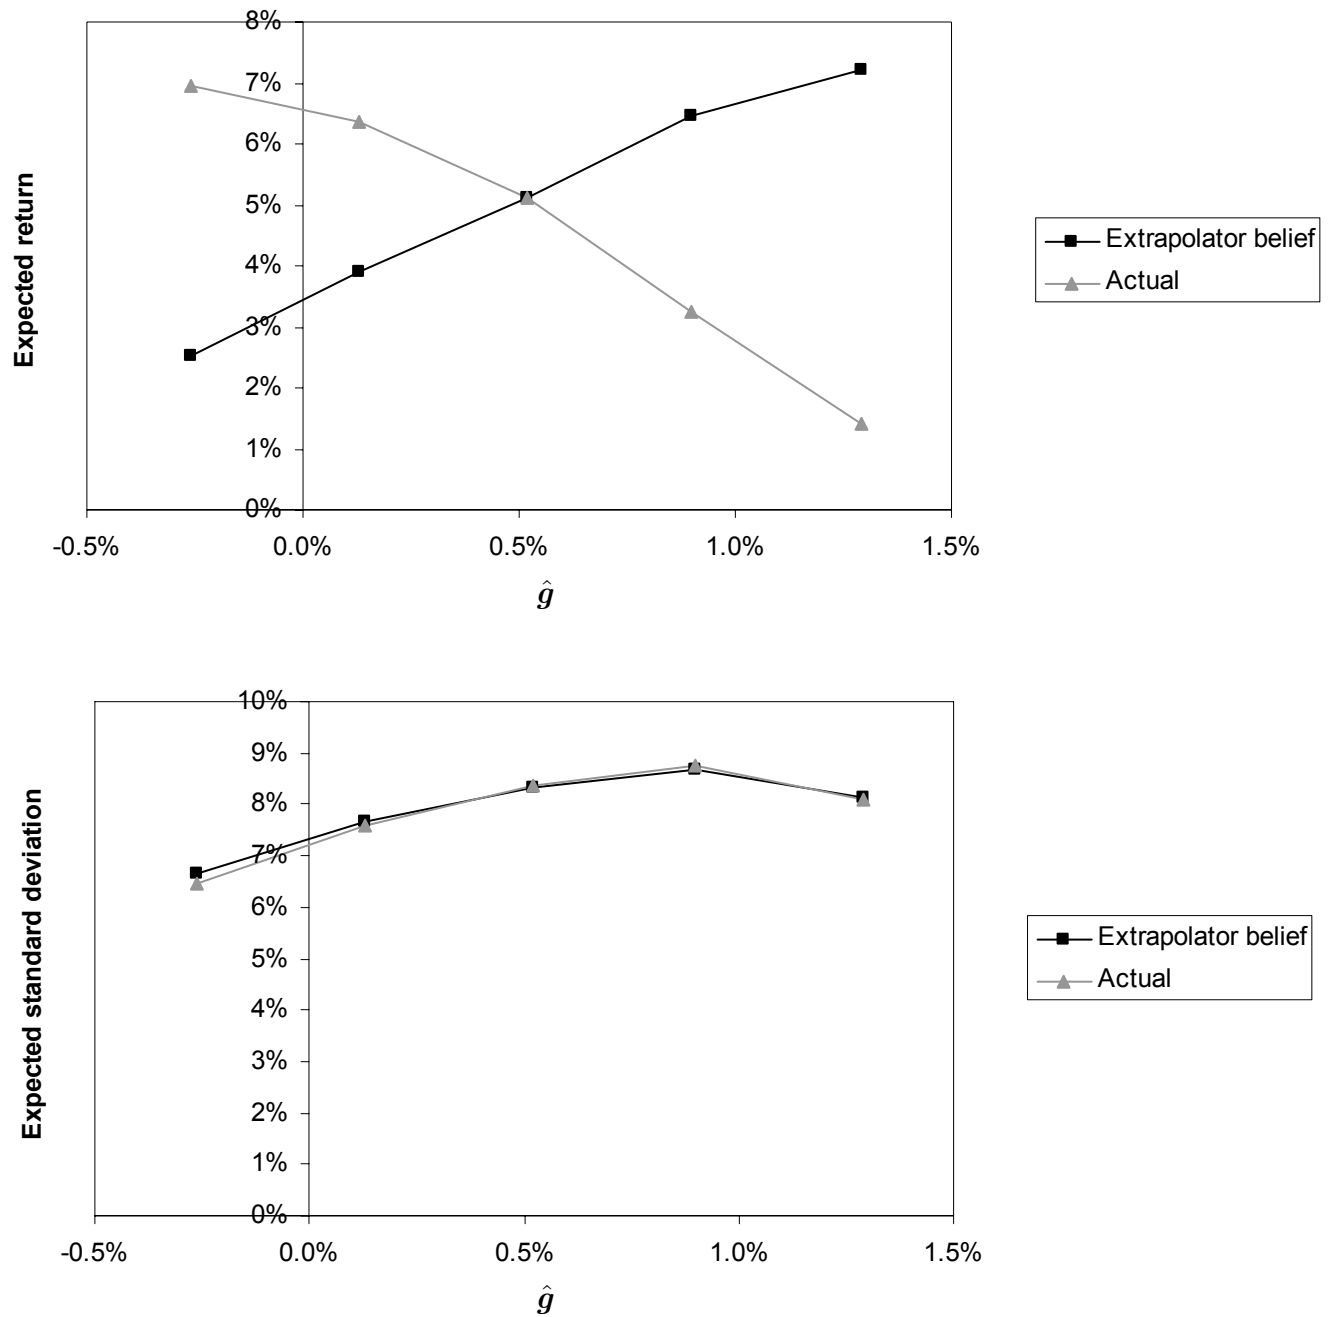 8%
7%
6%
5%
4%
3%
2%
1%
0%
Expected return
-0.5% 0.0% 0.5% 1.0% 1.5%
ĝ
Extrapolator belief
Actual
10%
9%
8%
7%
6%
5%
4%
3%
2%
1%
0%
Expected standard deviation
-0.5% 0.0% 0.5% 1.0% 1.5%
ĝ
Extrapolator belief
Actual